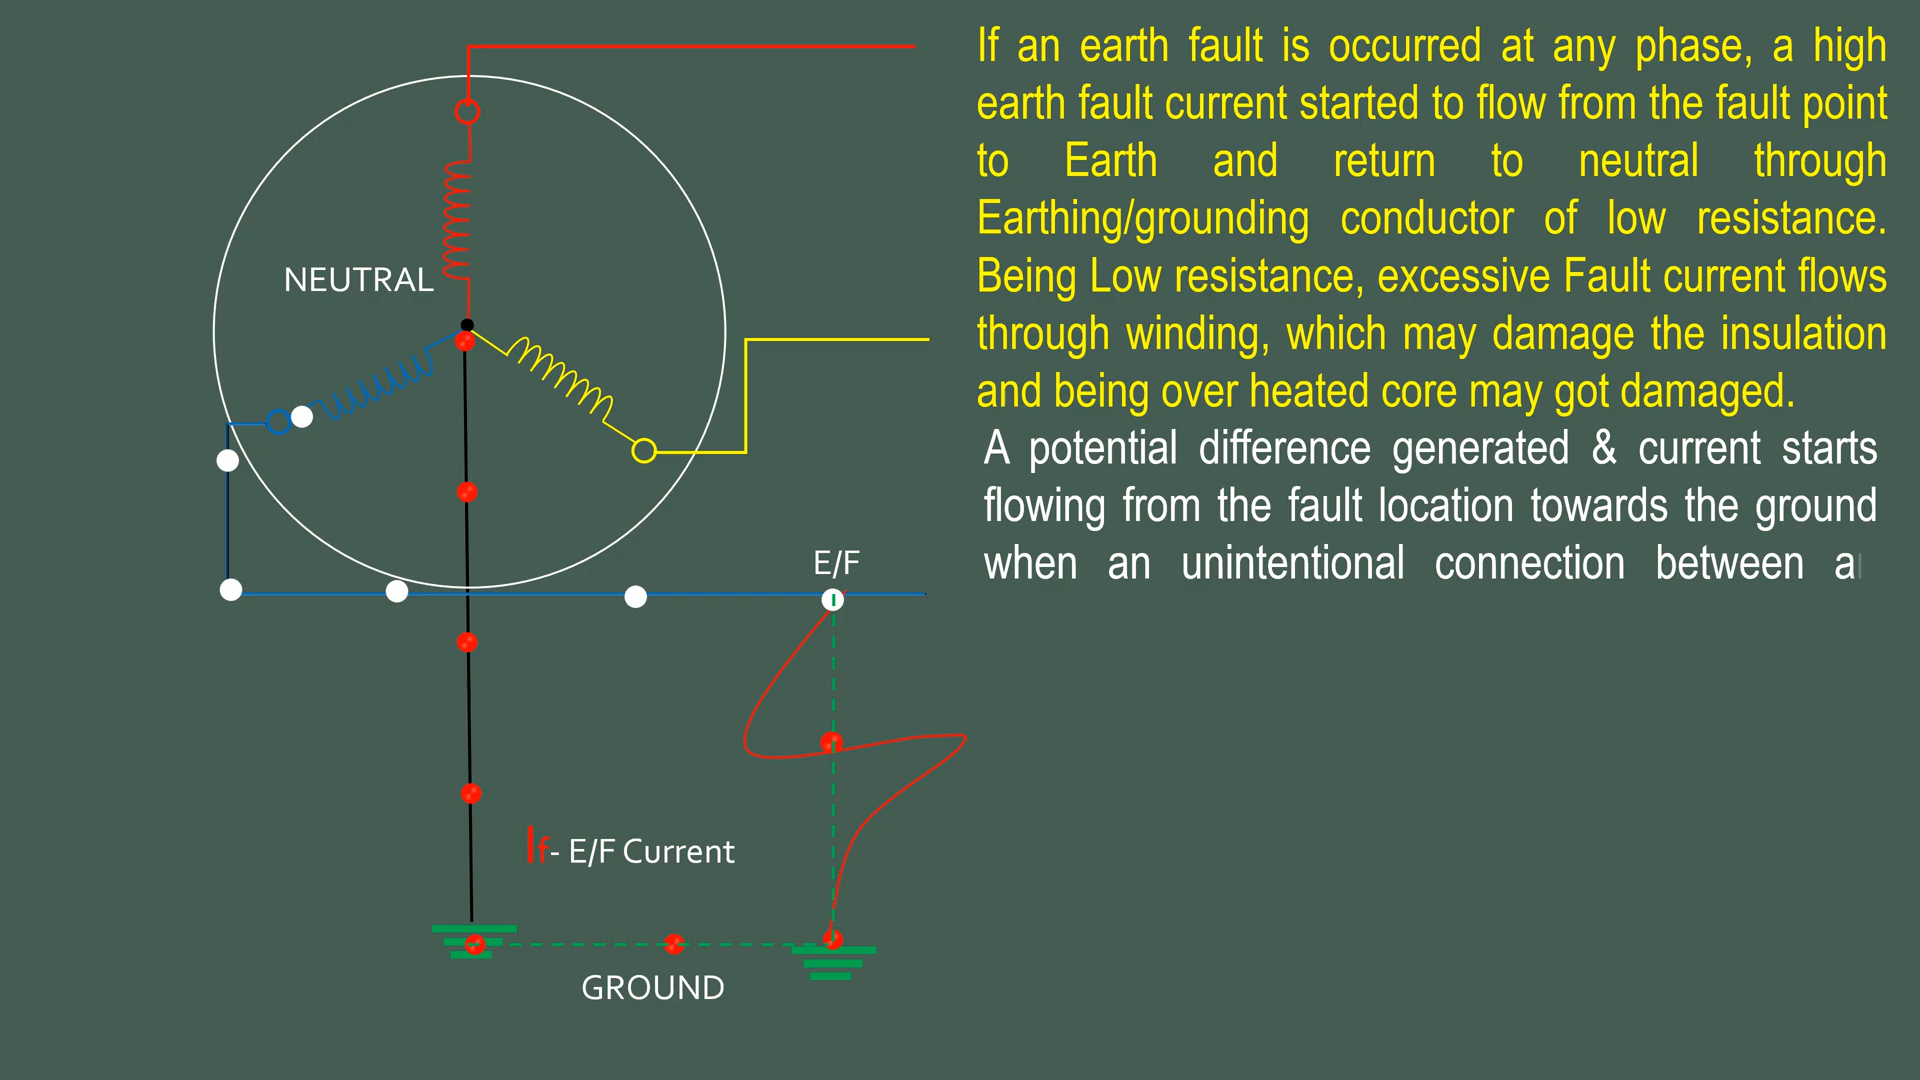 If an earth fault is occurred at any phase, a high
earth fault current started to flow from the fault point
to Earth and return to neutral through
Earthing/grounding conductor of low resistance.
Being Low resistance, excessive Fault current flows
through winding, which may damage the insulation
and being over heated core may got damaged.
A potential difference generated & current starts
flowing from the fault location towards the ground
when an unintentional connection between a
NEUTRAL
E/F
If- E/F Current
GROUND